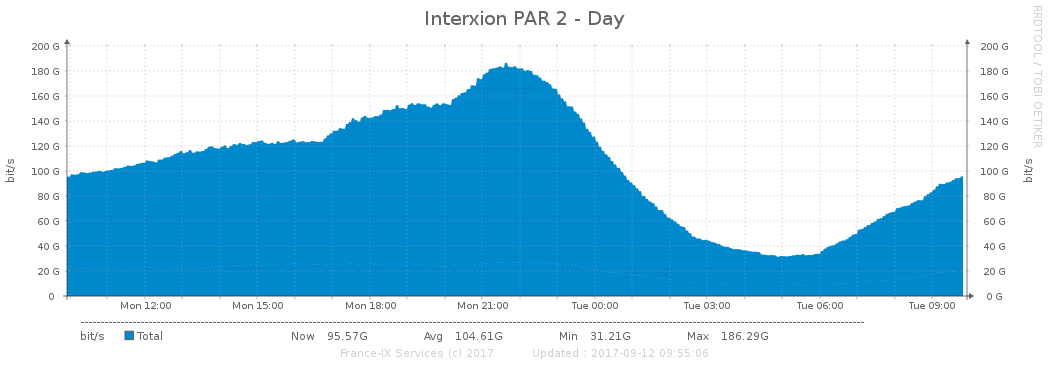 Interxion PAR 2 - Day
RRDTOOL / TOBI OETIKER
bit/s
200 G
180 G
160 G
140 G
120 G
100 G
80 G
60 G
40 G
20 G
0
200 G
180 G
160 G
140 G
120 G
100 G
80 G
60 G
40 G
20 G
0 G
bit/s
Mon 12:00 Mon 15:00 Mon 18:00 Mon 21:00 Tue 00:00 Tue 03:00 Tue 06:00 Tue 09:00
bit/s Total Now 95.57G Avg 104.61G Min 31.21G Max 186.29G
France-IX Services (c) 2017 Updated : 2017-09-12 09:55:06